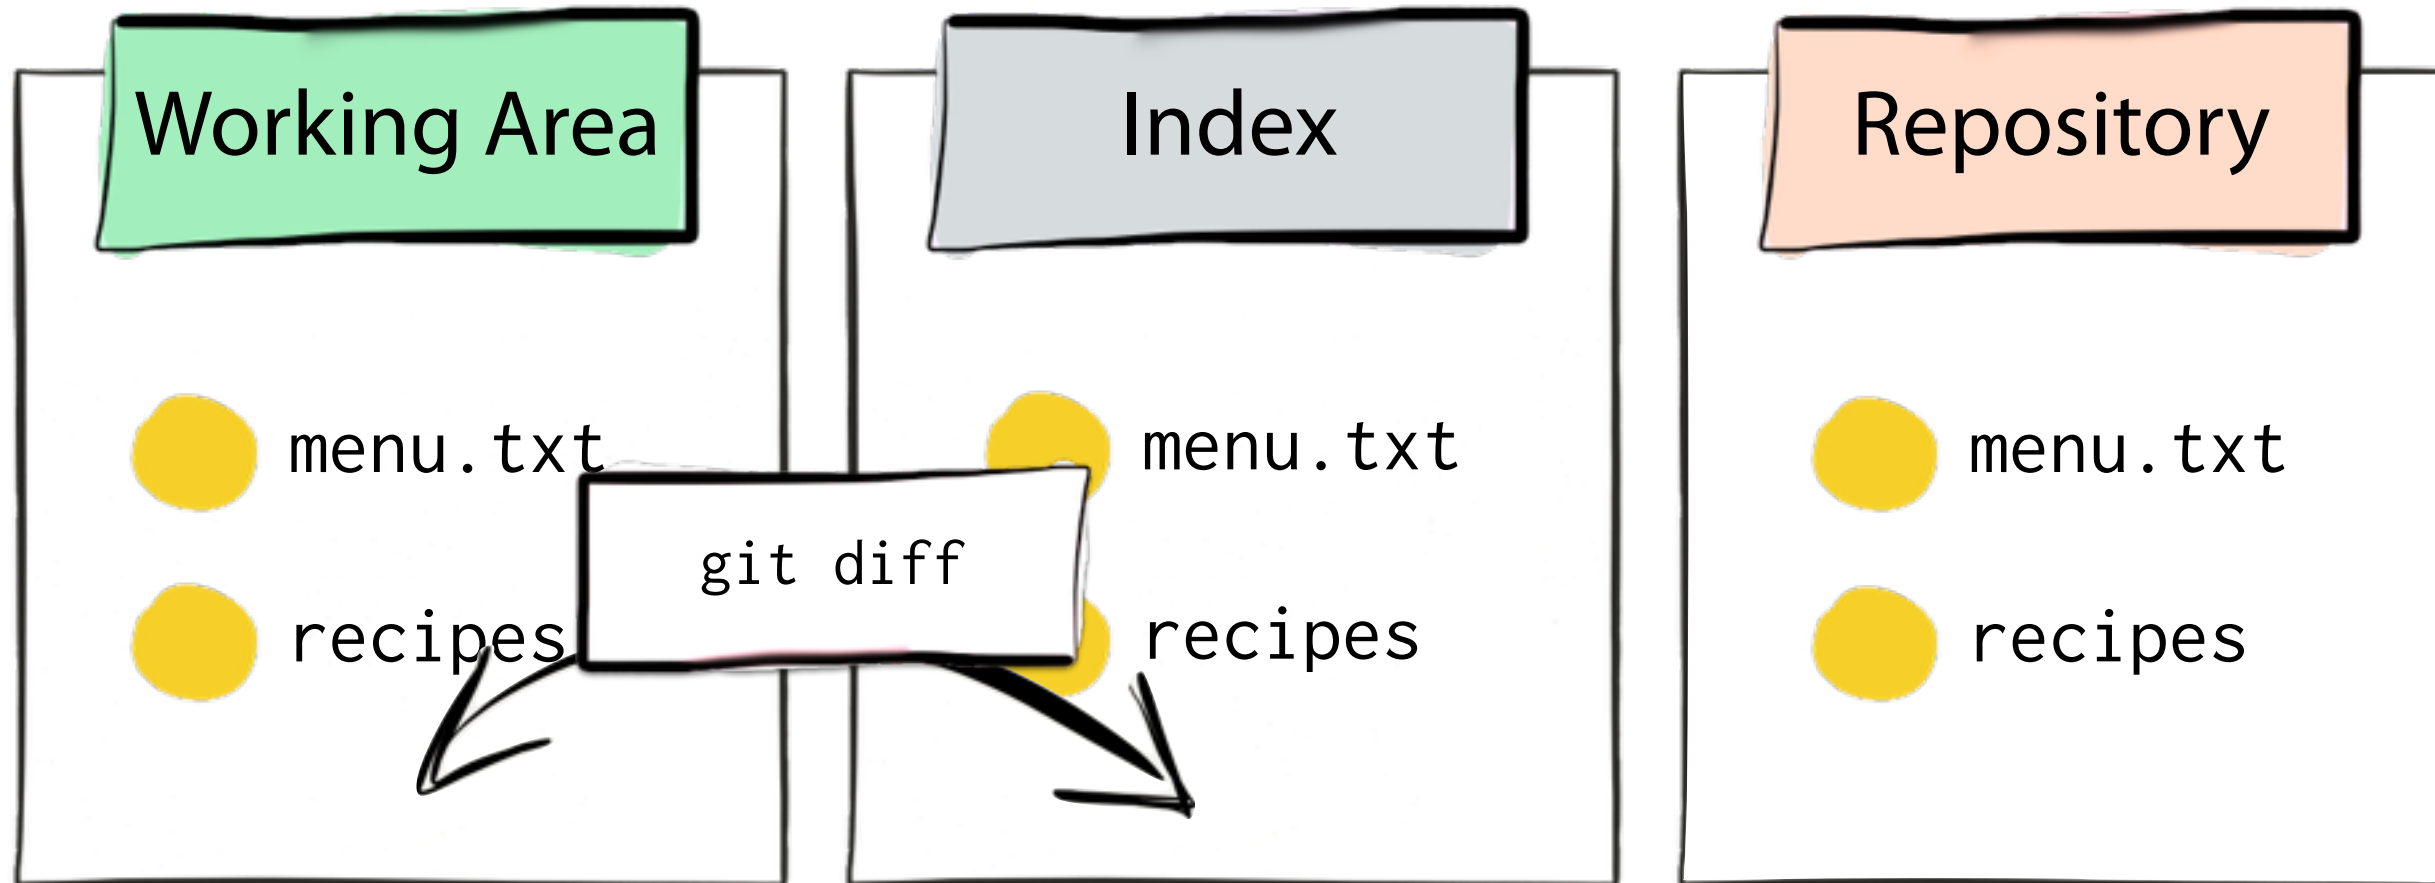 Working Area
Index
Repository
menu.txt
menu.txt
menu.txt
git diff
recipes
recipes
recipes